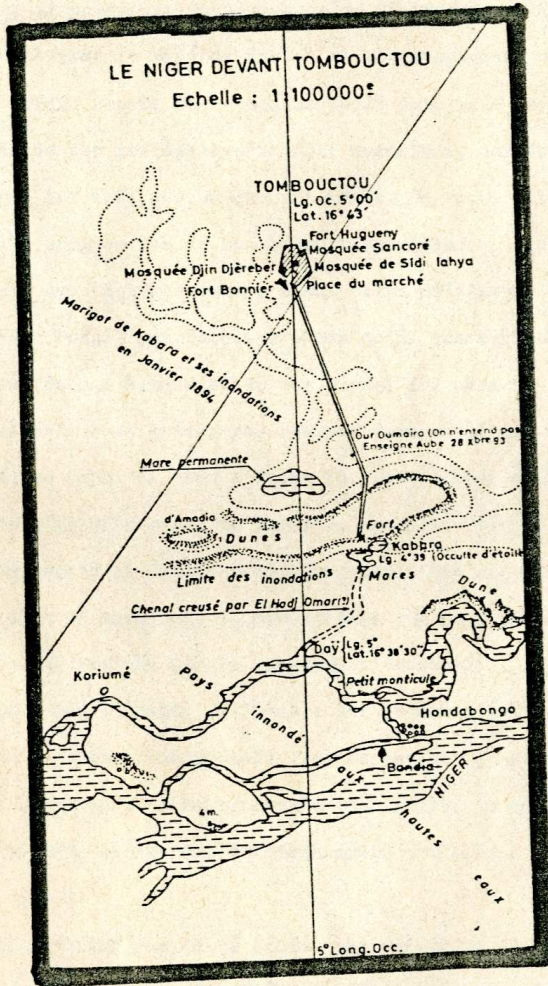 LE NIGER DEVANT TOMBOUCTOU
Echelle : 1:100000e
TOMBOUCTOU
Lg. Oc. 5°00'
Lat. 16° 43'
Fort Hugueny
Mosquée Sancoré
Mosquée Djin Djèreber
Mosquée de Sidi Iahya
Fort Bonnier
Place du marché
Marigot de Kabara et ses inondations
en Janvier 1894
Our Oumaira (On n'entend pas
Enseigne Aube 28 Xbre 93
Mare permanente
d'Amadia
Dunes
Fort
Kabara
Lg. 4° 39 (Occulte d'étoile
Limite des inondations
Mares
Dune
Chenal creusé par El Hadj Omar(?)
Daÿ
Lg. 5°
Lat. 16° 38' 30"
Koriumé
Pays
Petit monticule
innondé
Hondabongo
aux
Bandia
NIGER
4 m.
hautes
eaux
5° Long. Occ.